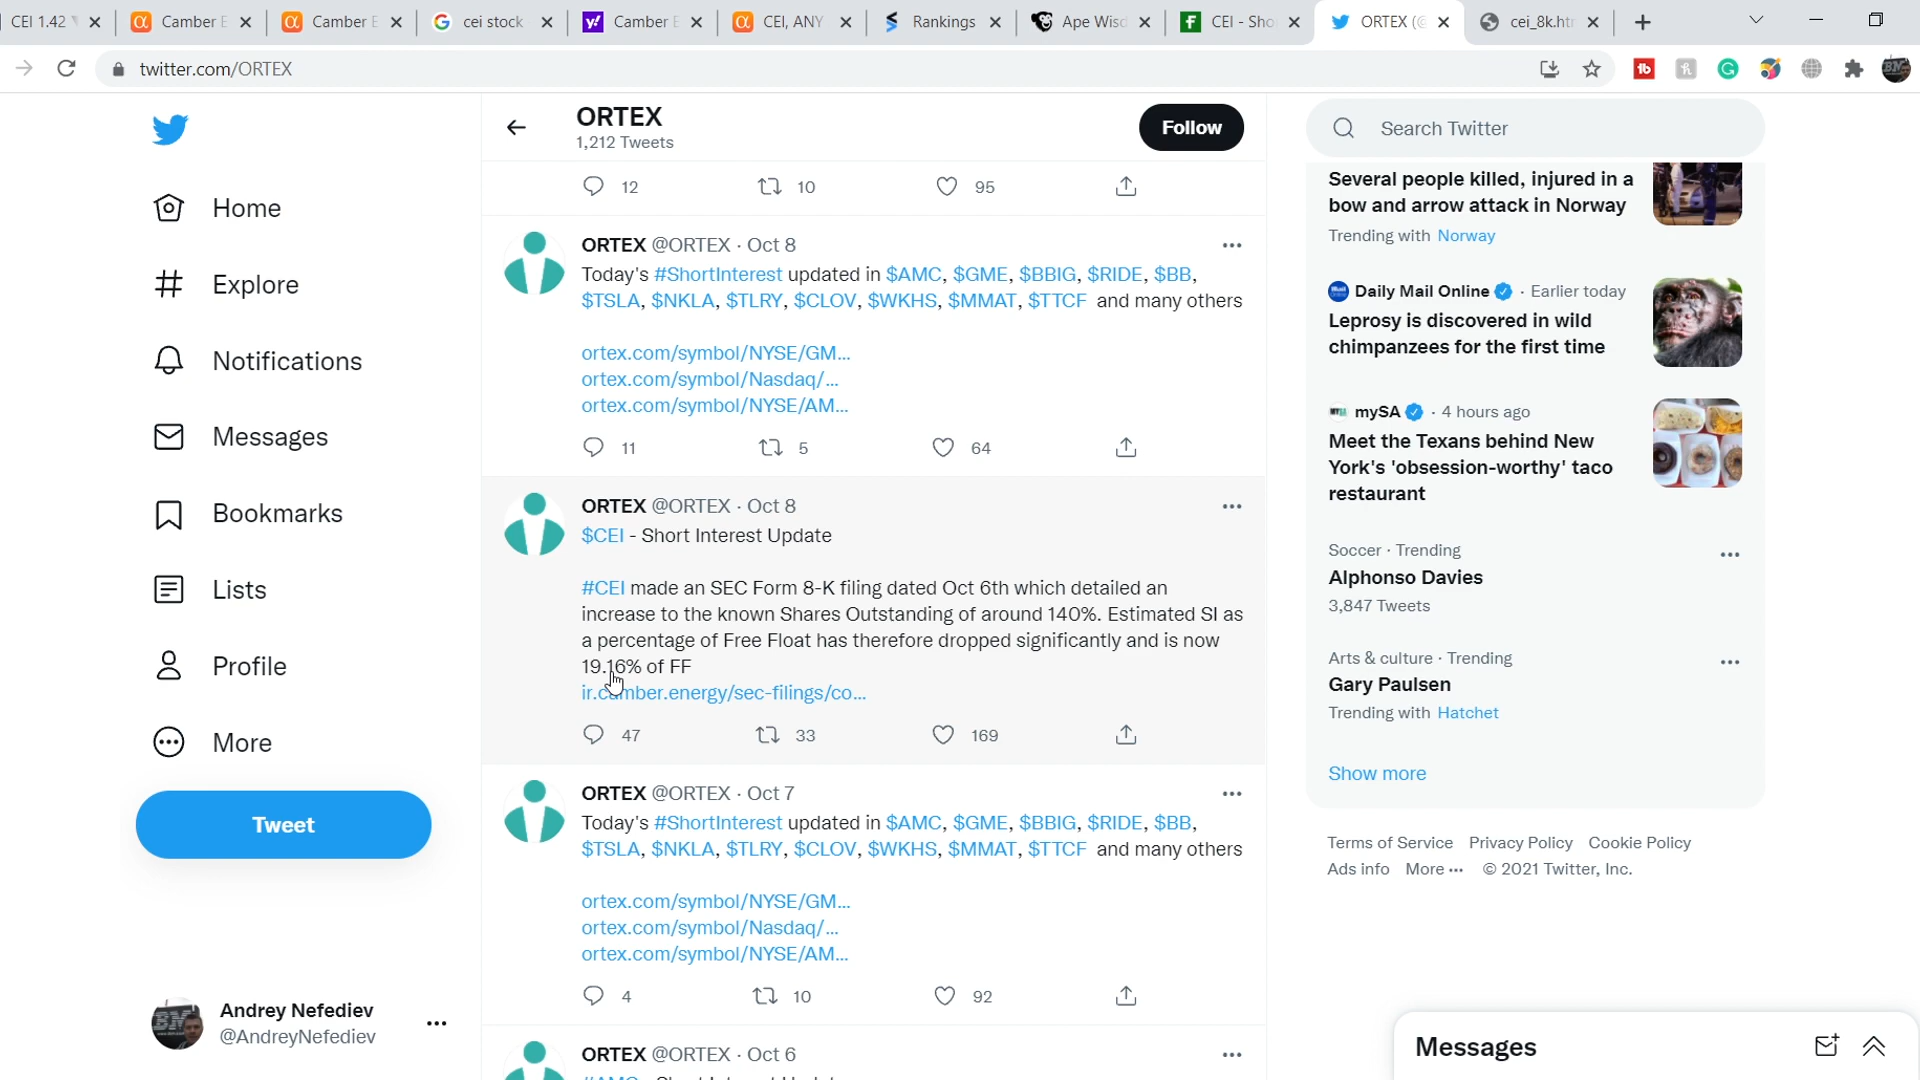 CEI 1.42
Camber E
Camber E
cei stock
Camber E
CEI, ANY
Rankings
Ape Wisd
CEI - Sho
ORTEX (@
cei_8k.htm
twitter.com/ORTEX
ORTEX
1,212 Tweets
Follow
Search Twitter
Home
Explore
Notifications
Messages
Bookmarks
Lists
Profile
More
Tweet
Andrey Nefediev
@AndreyNefediev
12 10 95
ORTEX @ORTEX · Oct 8
Today's #ShortInterest updated in $AMC, $GME, $BBIG, $RIDE, $BB,
$TSLA, $NKLA, $TLRY, $CLOV, $WKHS, $MMAT, $TTCF and many others
ortex.com/symbol/NYSE/GM...
ortex.com/symbol/Nasdaq/...
ortex.com/symbol/NYSE/AM...
11 5 64
ORTEX @ORTEX · Oct 8
$CEI - Short Interest Update
#CEI made an SEC Form 8-K filing dated Oct 6th which detailed an
increase to the known Shares Outstanding of around 140%. Estimated SI as
a percentage of Free Float has therefore dropped significantly and is now
19.16% of FF
ir.camber.energy/sec-filings/co...
47 33 169
ORTEX @ORTEX · Oct 7
Today's #ShortInterest updated in $AMC, $GME, $BBIG, $RIDE, $BB,
$TSLA, $NKLA, $TLRY, $CLOV, $WKHS, $MMAT, $TTCF and many others
ortex.com/symbol/NYSE/GM...
ortex.com/symbol/Nasdaq/...
ortex.com/symbol/NYSE/AM...
4 10 92
ORTEX @ORTEX · Oct 6
Several people killed, injured in a
bow and arrow attack in Norway
Trending with Norway
Daily Mail Online · Earlier today
Leprosy is discovered in wild
chimpanzees for the first time
mySA · 4 hours ago
Meet the Texans behind New
York's 'obsession-worthy' taco
restaurant
Soccer · Trending
Alphonso Davies
3,847 Tweets
Arts & culture · Trending
Gary Paulsen
Trending with Hatchet
Show more
Terms of Service Privacy Policy Cookie Policy
Ads info More ··· © 2021 Twitter, Inc.
Messages